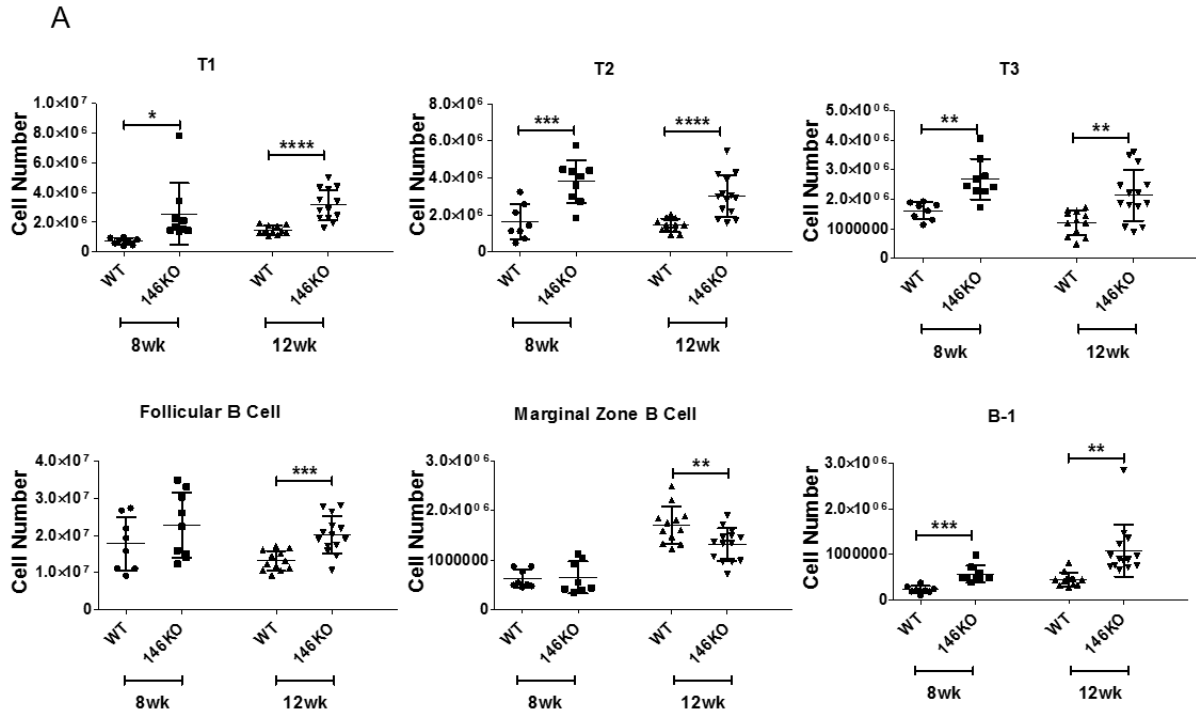 A
T1
Cell Number
1.0×10⁷
8.0×10⁶
6.0×10⁶
4.0×10⁶
2.0×10⁶
0
*
****
WT
146KO
WT
146KO
8wk
12wk
T2
Cell Number
8.0×10⁶
6.0×10⁶
4.0×10⁶
2.0×10⁶
0
***
****
WT
146KO
WT
146KO
8wk
12wk
T3
Cell Number
5.0×10⁰⁶
4.0×10⁰⁶
3.0×10⁰⁶
2.0×10⁰⁶
1000000
0
**
**
WT
146KO
WT
146KO
8wk
12wk
Follicular B Cell
Cell Number
4.0×10⁷
3.0×10⁷
2.0×10⁷
1.0×10⁷
0
***
WT
146KO
WT
146KO
8wk
12wk
Marginal Zone B Cell
Cell Number
3.0×10⁰⁶
2.0×10⁰⁶
1000000
0
**
WT
146KO
WT
146KO
8wk
12wk
B-1
Cell Number
3.0×10⁰⁶
2.0×10⁰⁶
1000000
0
***
**
WT
146KO
WT
146KO
8wk
12wk